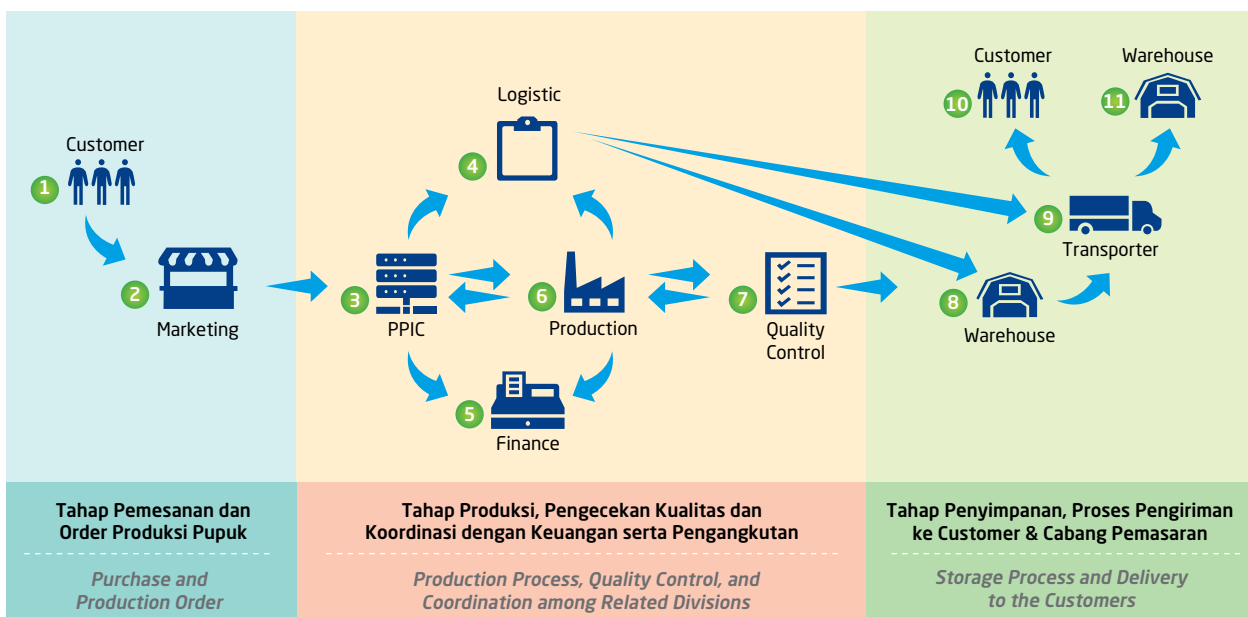 Customer
1
2
Marketing
Logistic
4
3
PPIC
6
Production
7
Quality
Control
5
Finance
Customer
10
Warehouse
11
9
Transporter
8
Warehouse
Tahap Pemesanan dan
Order Produksi Pupuk
Purchase and
Production Order
Tahap Produksi, Pengecekan Kualitas dan
Koordinasi dengan Keuangan serta Pengangkutan
Production Process, Quality Control, and
Coordination among Related Divisions
Tahap Penyimpanan, Proses Pengiriman
ke Customer & Cabang Pemasaran
Storage Process and Delivery
to the Customers